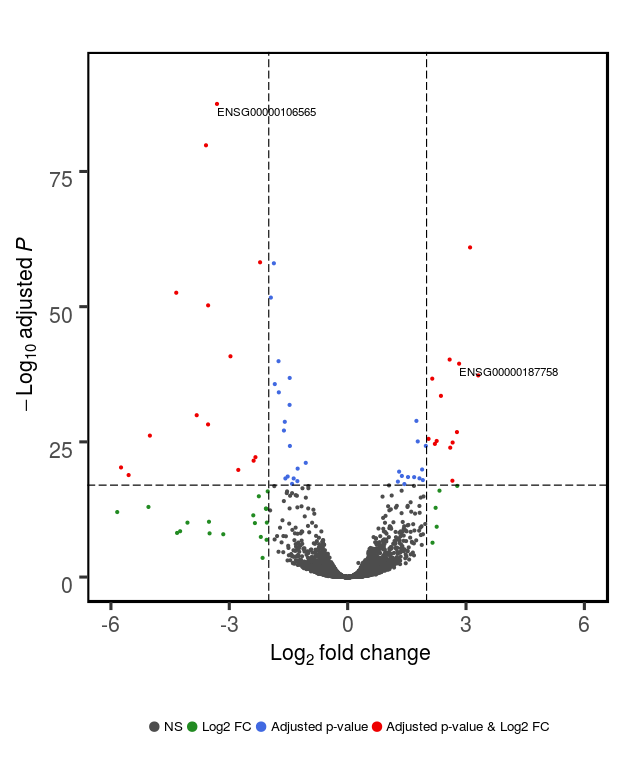 ENSG00000106565
75
50
25
0
− Log10 adjusted P
ENSG00000187758
-6 -3 0 3 6
Log2 fold change
NS Log2 FC Adjusted p-value Adjusted p-value & Log2 FC